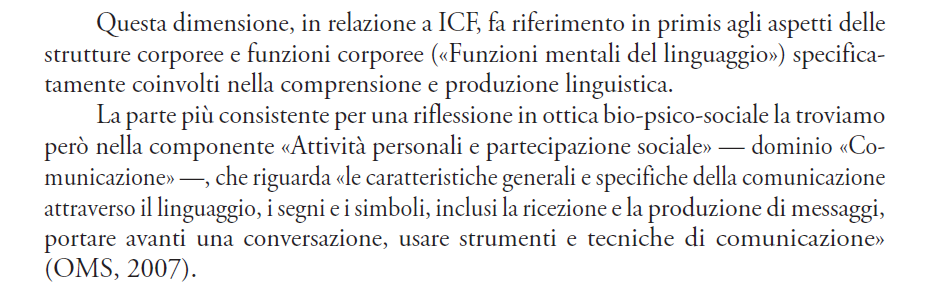 Questa dimensione, in relazione a ICF, fa riferimento in primis agli aspetti delle
strutture corporee e funzioni corporee («Funzioni mentali del linguaggio») specifica-
tamente coinvolti nella comprensione e produzione linguistica.
La parte più consistente per una riflessione in ottica bio-psico-sociale la troviamo
però nella componente «Attività personali e partecipazione sociale» — dominio «Co-
municazione» —, che riguarda «le caratteristiche generali e specifiche della comunicazione
attraverso il linguaggio, i segni e i simboli, inclusi la ricezione e la produzione di messaggi,
portare avanti una conversazione, usare strumenti e tecniche di comunicazione»
(OMS, 2007).